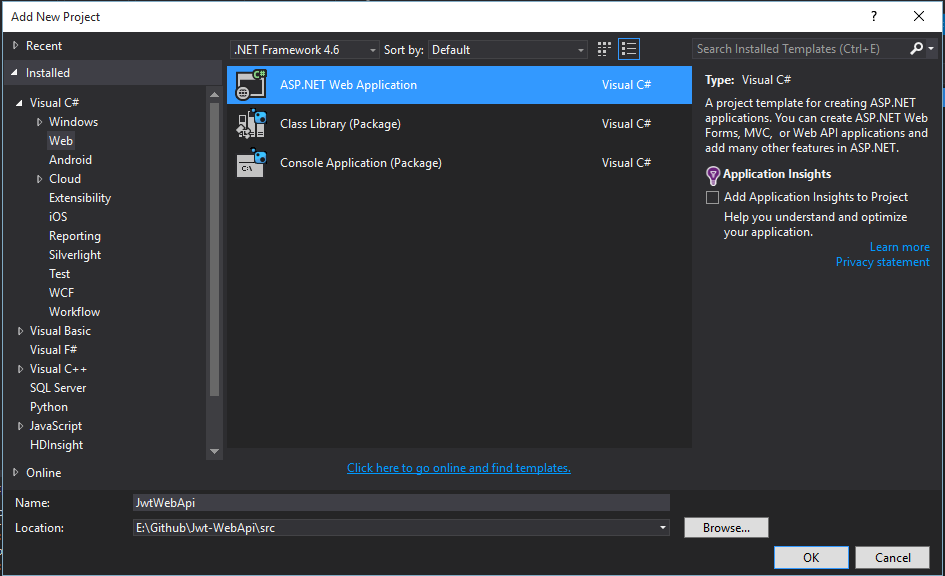 Add New Project
?
Recent
.NET Framework 4.6
Sort by:
Default
Search Installed Templates (Ctrl+E)
Installed
Visual C#
Windows
Web
Android
Cloud
Extensibility
iOS
Reporting
Silverlight
Test
WCF
Workflow
Visual Basic
Visual F#
Visual C++
SQL Server
Python
JavaScript
HDInsight
Online
C#
ASP.NET Web Application
Visual C#
Class Library (Package)
Visual C#
C:\
Console Application (Package)
Visual C#
Click here to go online and find templates.
Type: Visual C#
A project template for creating ASP.NET
applications. You can create ASP.NET Web
Forms, MVC,  or Web API applications and
add many other features in ASP.NET.
Application Insights
Add Application Insights to Project
Help you understand and optimize
your application.
Learn more
Privacy statement
Name:
JwtWebApi
Location:
E:\Github\Jwt-WebApi\src
Browse...
OK
Cancel